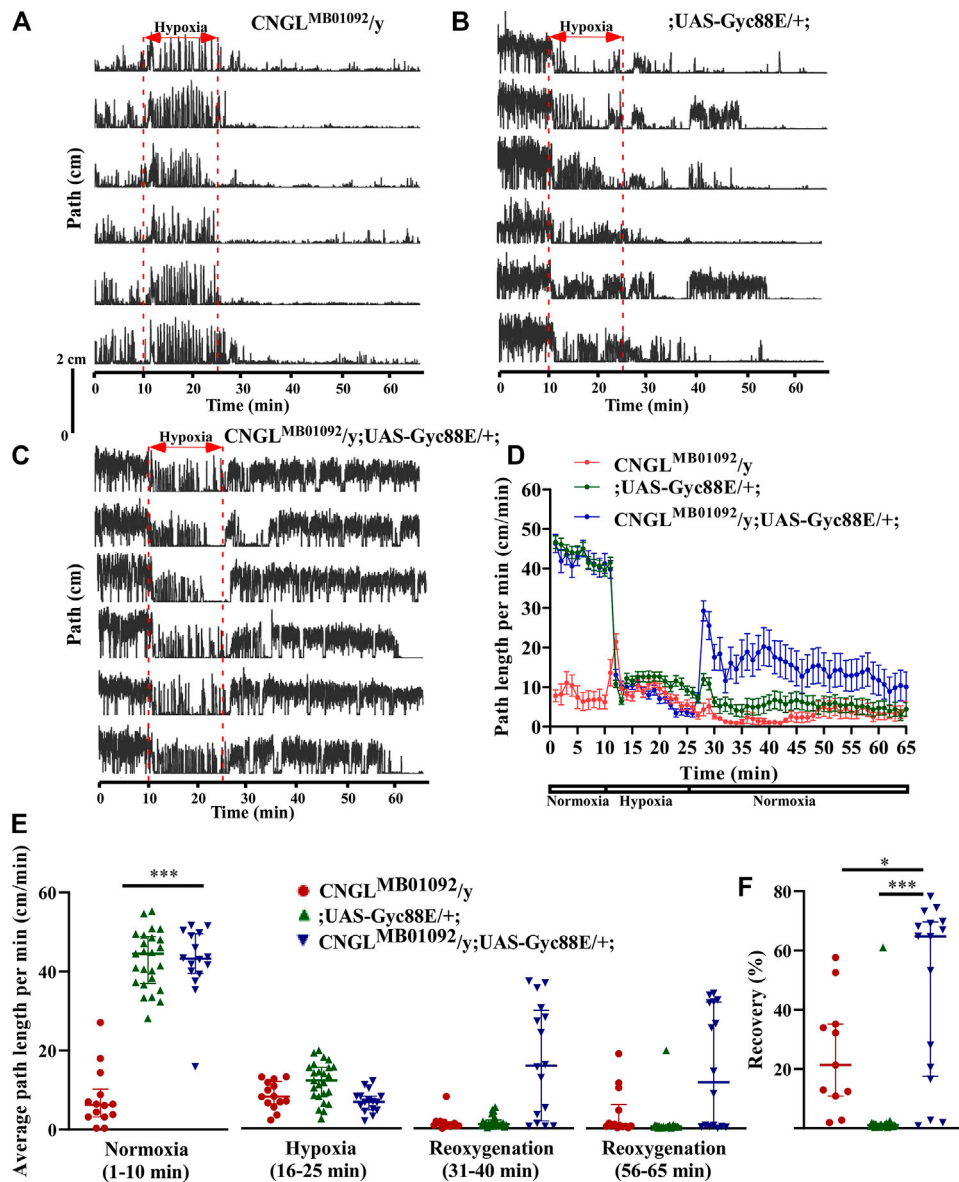 A
CNGL^MB01092/y
Hypoxia
Path (cm)
2 cm
0
0 10 20 30 40 50 60
Time (min)
B
;UAS-Gyc88E/+;
Hypoxia
0 10 20 30 40 50 60
Time (min)
C
CNGL^MB01092/y;UAS-Gyc88E/+;
Hypoxia
Path (cm)
0 10 20 30 40 50 60
Time (min)
D
CNGL^MB01092/y
;UAS-Gyc88E/+;
CNGL^MB01092/y;UAS-Gyc88E/+;
Path length per min (cm/min)
60
50
40
30
20
10
0
0 5 10 15 20 25 30 35 40 45 50 55 60 65
Time (min)
Normoxia Hypoxia Normoxia
E
***
CNGL^MB01092/y
;UAS-Gyc88E/+;
CNGL^MB01092/y;UAS-Gyc88E/+;
Average path length per min (cm/min)
60
40
20
0
Normoxia
(1-10 min)
Hypoxia
(16-25 min)
Reoxygenation
(31-40 min)
Reoxygenation
(56-65 min)
F
*
***
Recovery (%)
80
60
40
20